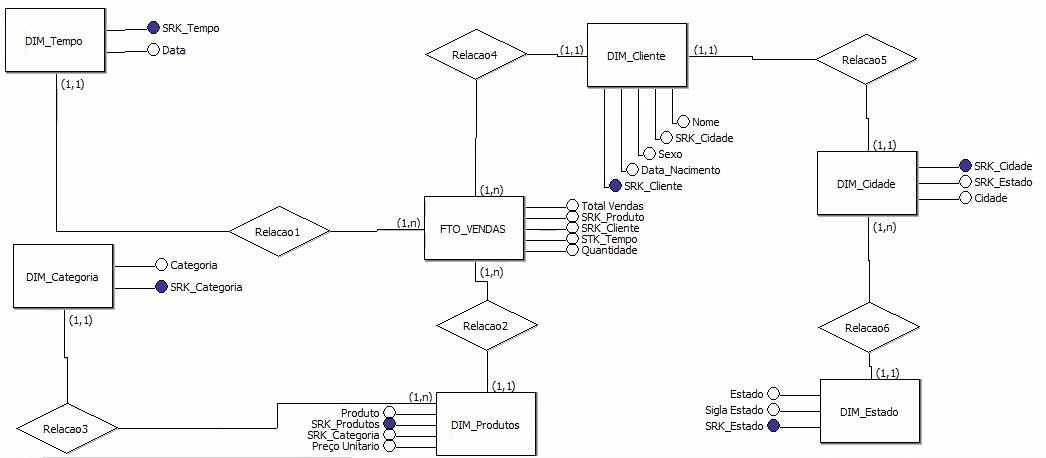 DIM_Tempo
SRK_Tempo
Data
(1,1)
Relacao4
(1,1)
DIM_Cliente
(1,1)
Relacao5
Nome
SRK_Cidade
Sexo
Data_Nacimento
SRK_Cliente
(1,1)
DIM_Cidade
SRK_Cidade
SRK_Estado
Cidade
(1,n)
(1,n)
Relacao1
(1,n)
FTO_VENDAS
Total Vendas
SRK_Produto
SRK_Cliente
STK_Tempo
Quantidade
(1,n)
DIM_Categoria
Categoria
SRK_Categoria
(1,1)
Relacao2
Relacao6
(1,1)
(1,1)
Relacao3
(1,n)
Produto
SRK_Produtos
SRK_Categoria
Preço Unitario
DIM_Produtos
Estado
Sigla Estado
SRK_Estado
DIM_Estado